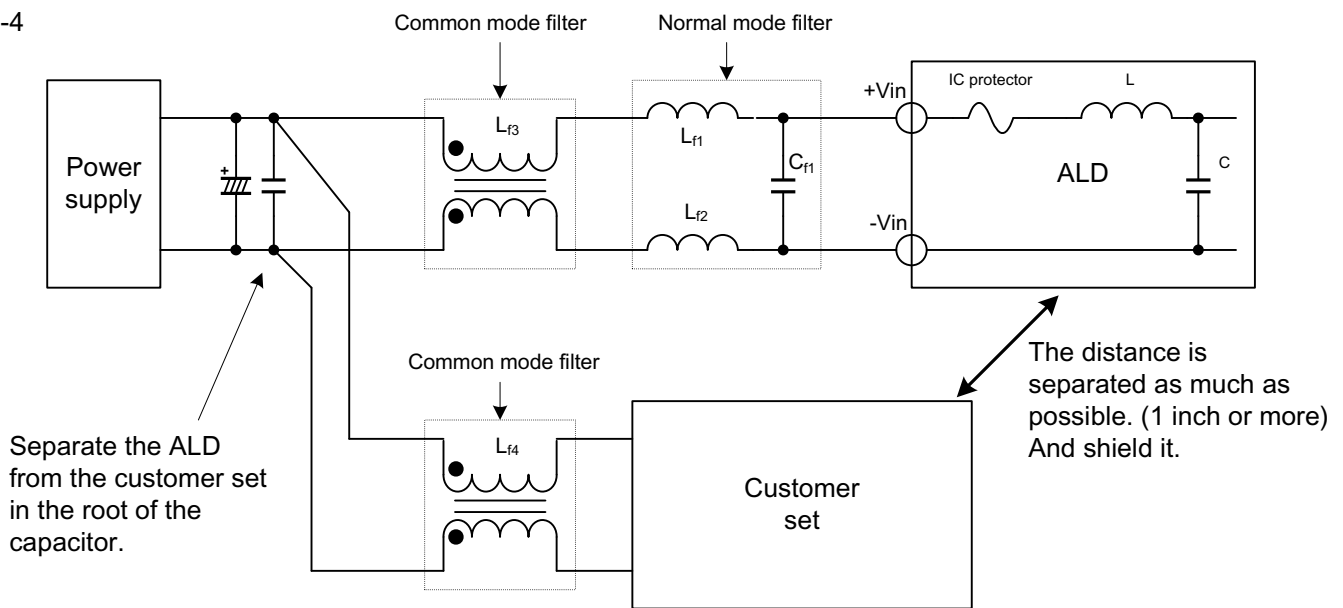 -4
Common mode filter
Normal mode filter
Power
supply
+
Lf3
Lf1
Cf1
Lf2
+Vin
-Vin
IC protector
L
ALD
C
Common mode filter
Lf4
Customer
set
The distance is
separated as much as
possible. (1 inch or more)
And shield it.
Separate the ALD
from the customer set
in the root of the
capacitor.